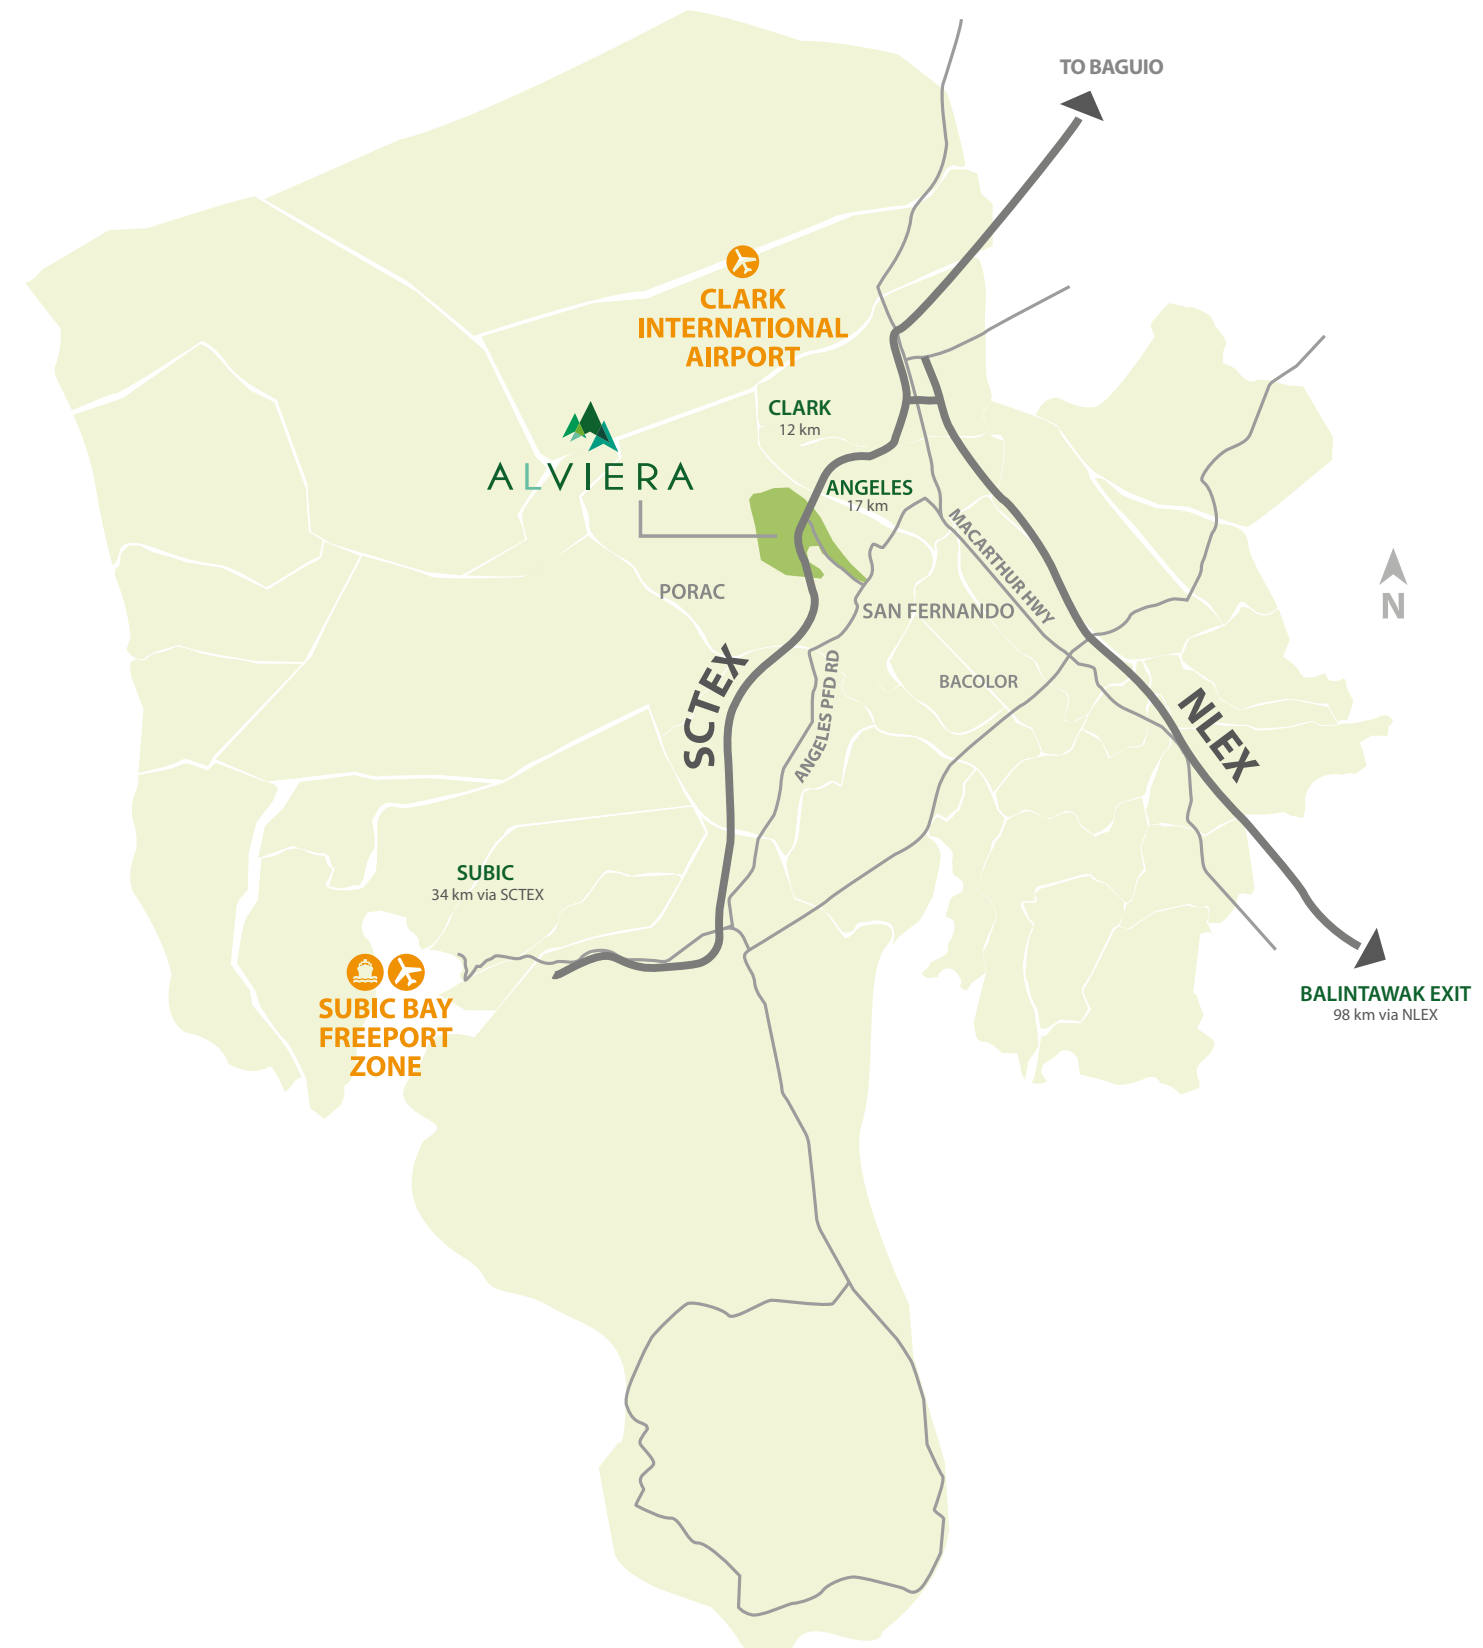 TO BAGUIO
CLARK
INTERNATIONAL
AIRPORT
CLARK
12 km
ALVIERA
ANGELES
17 km
MACARTHUR HWY
PORAC
SAN FERNANDO
N
SCTEX
ANGELES PFD RD
BACOLOR
NLEX
SUBIC
34 km via SCTEX
SUBIC BAY
FREEPORT
ZONE
BALINTAWAK EXIT
98 km via NLEX